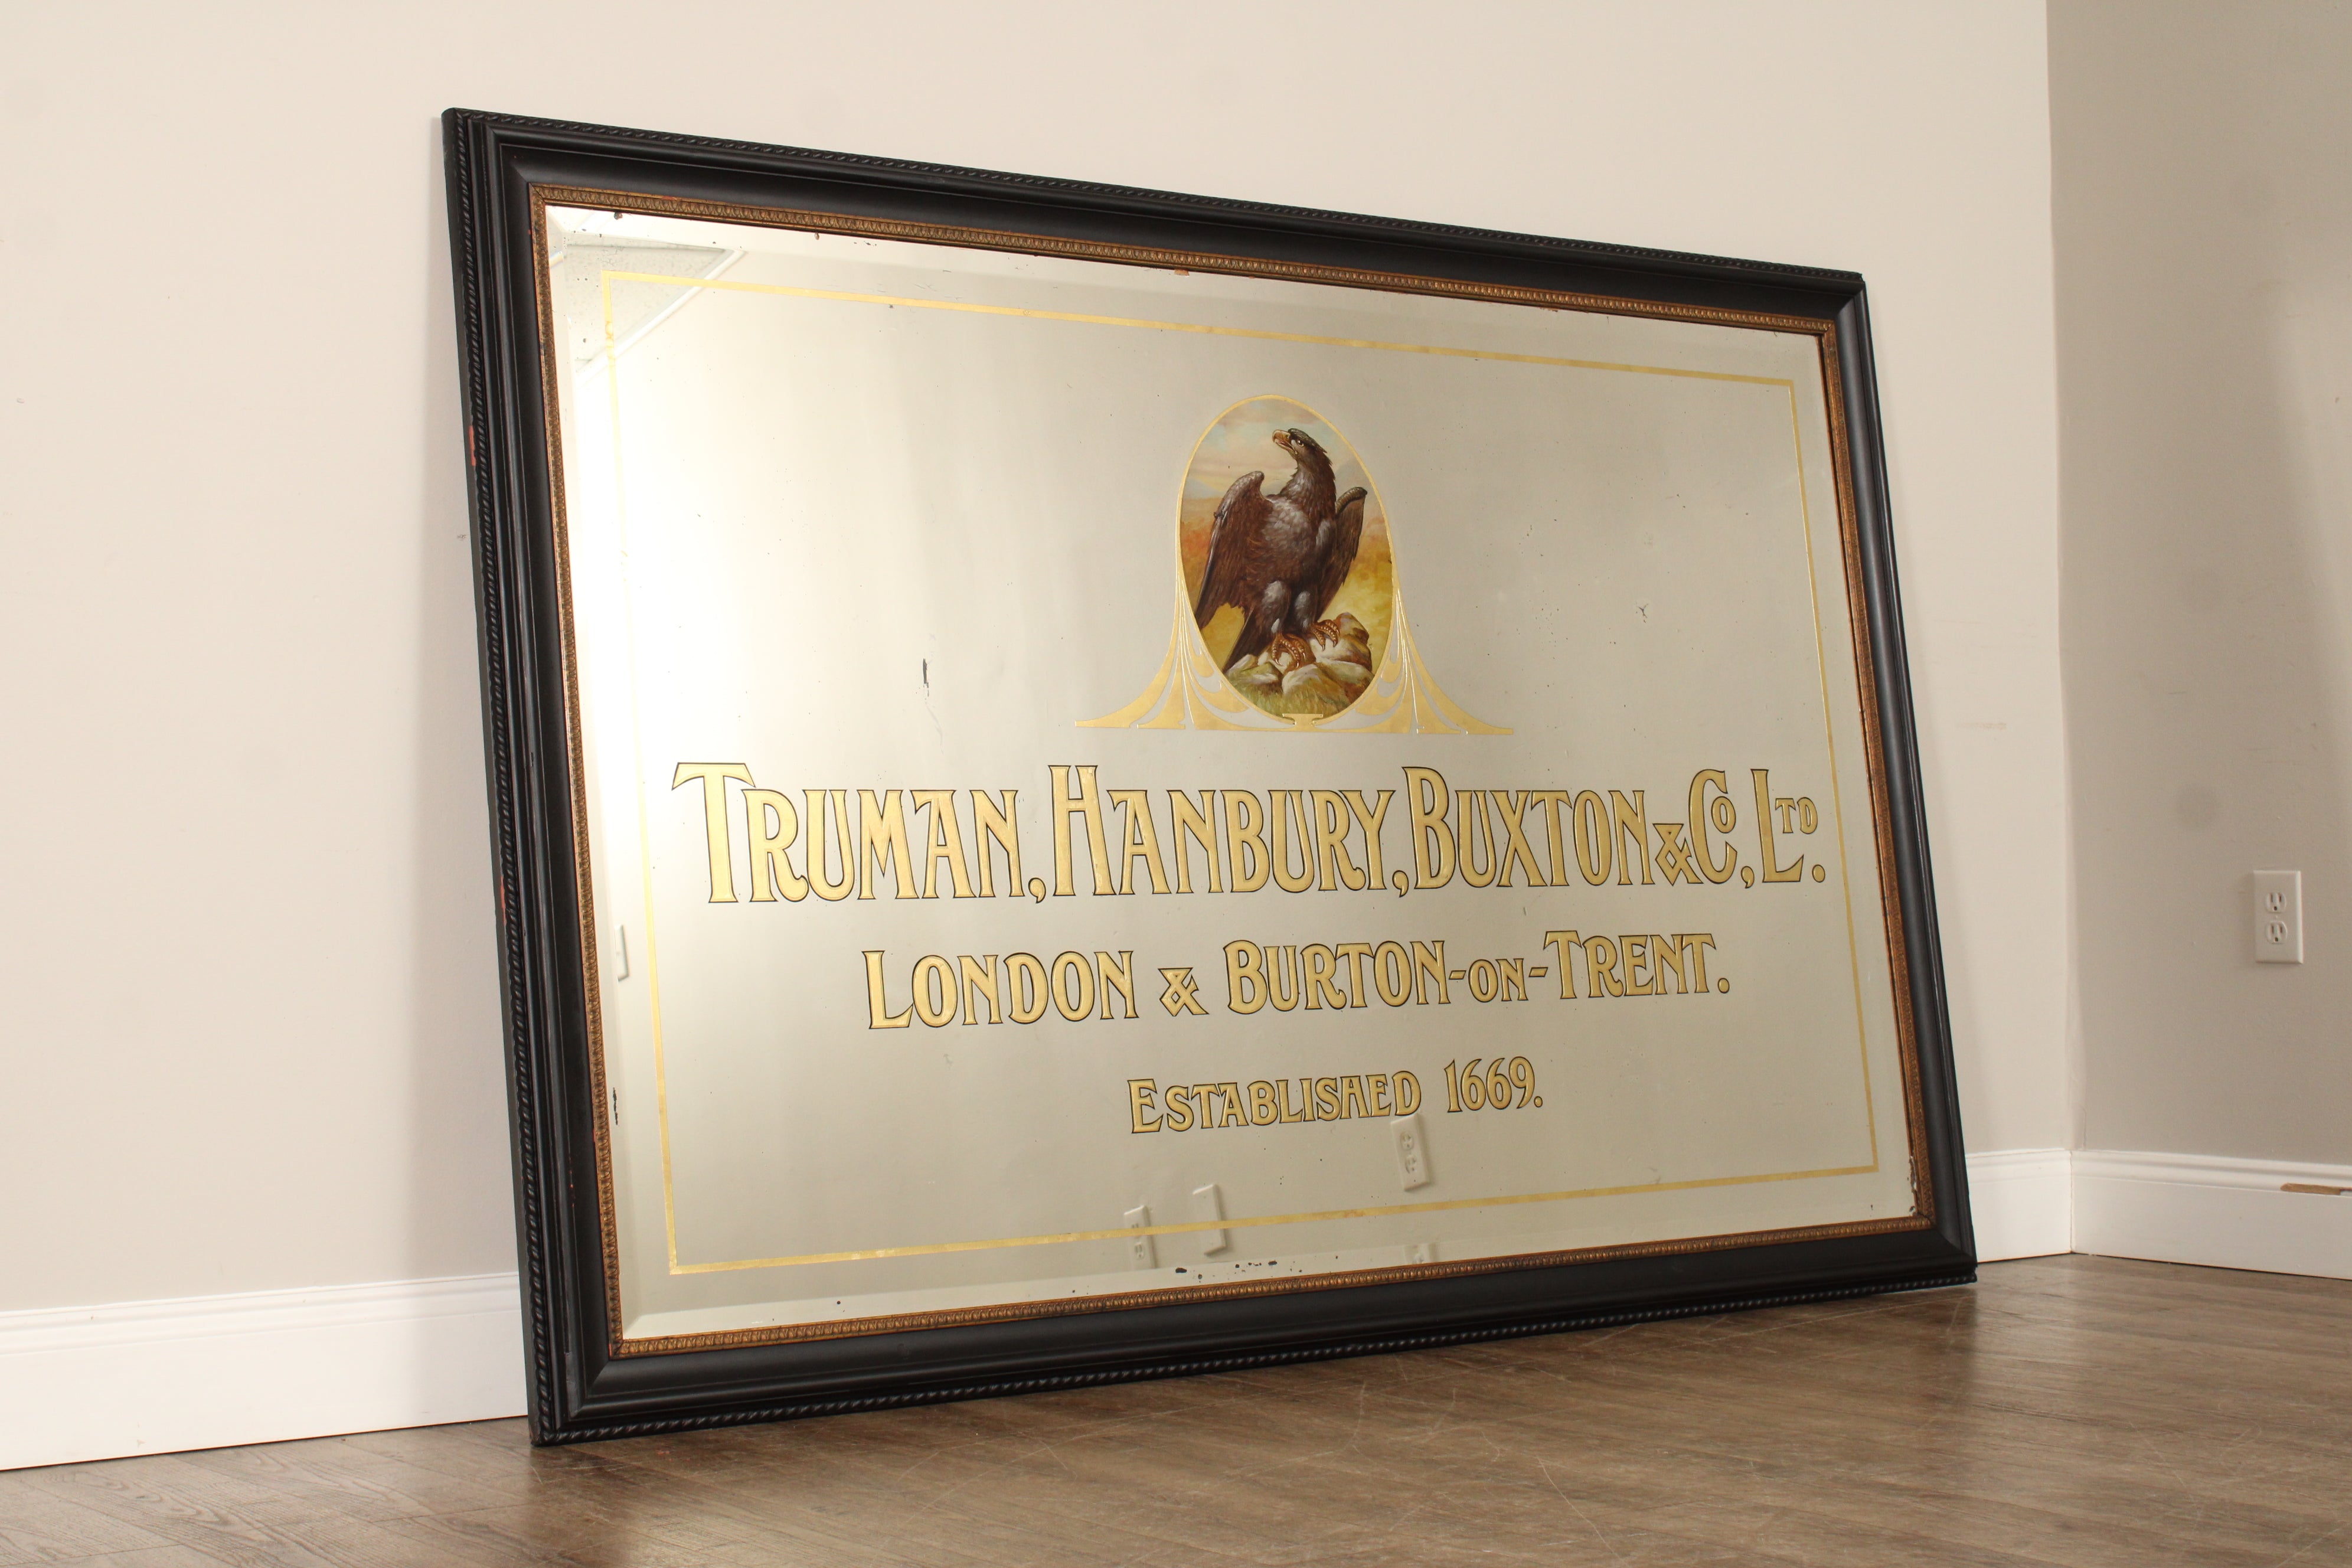 TRUMAN, HANBURY, BUXTON & CO, LTD.
LONDON & BURTON-ON-TRENT.
ESTABLISHED 1669.